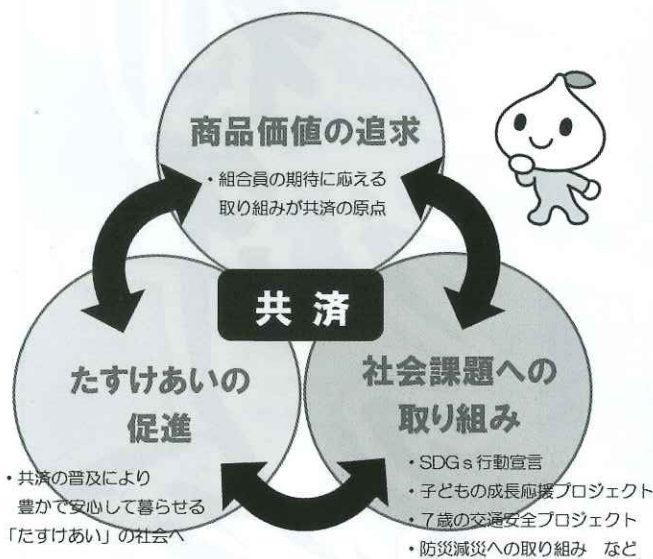 商品価値の追求
・組合員の期待に応える
取り組みが共済の原点
共済
たすけあいの
促進
・共済の普及により
豊かで安心して暮らせる
「たすけあい」の社会へ
社会課題への
取り組み
・SDGs行動宣言
・子どもの成長応援プロジェクト
・7歳の交通安全プロジェクト
・防災減災への取り組み など